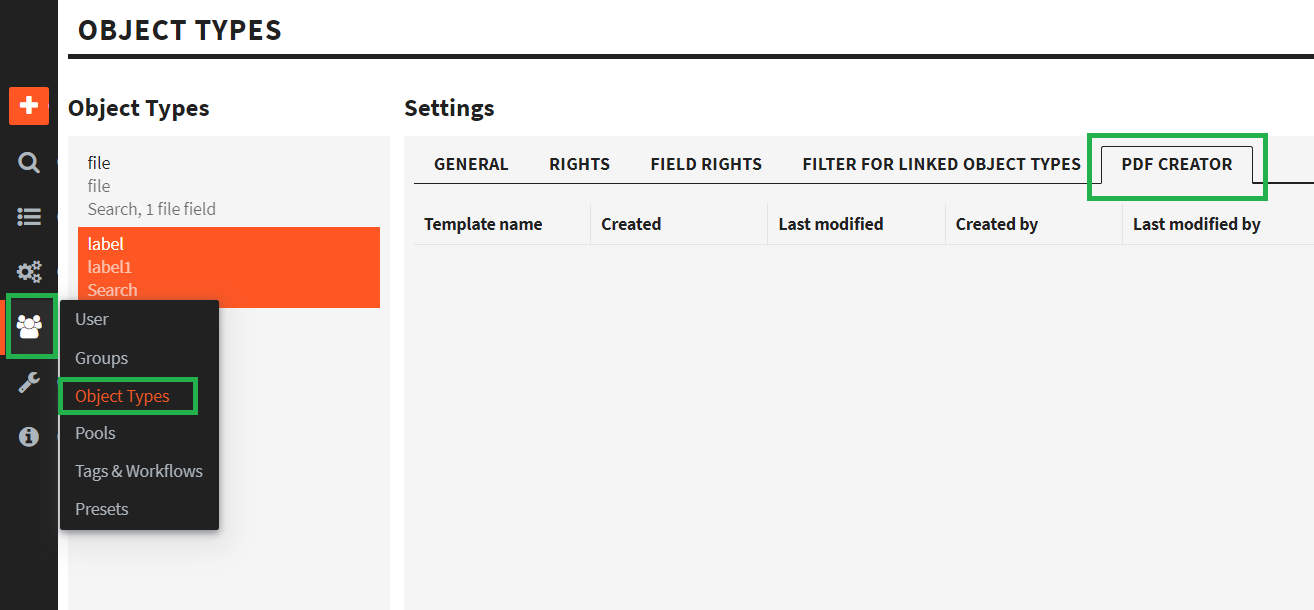 OBJECT TYPES
Object Types
Settings
file
file
Search, 1 file field
label
label1
Search
GENERAL RIGHTS FIELD RIGHTS FILTER FOR LINKED OBJECT TYPES PDF CREATOR
Template name Created Last modified Created by Last modified by
User
Groups
Object Types
Pools
Tags & Workflows
Presets